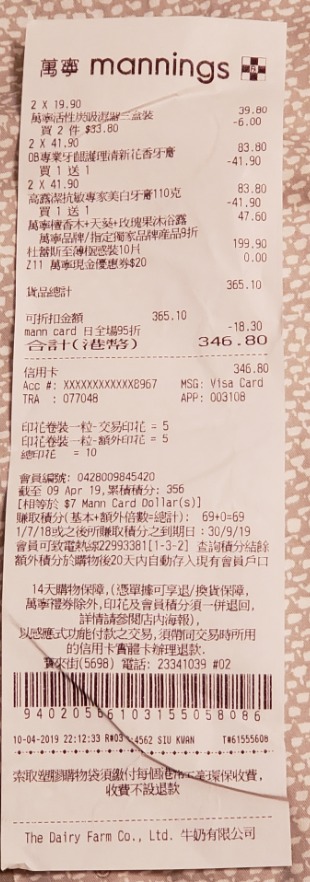 萬寧 mannings
2 X 19.90
萬寧活性炭吸濕盒三盒裝 39.80
買 2 件 $33.80 -6.00
2 X 41.90
OB專業牙齦護理清新花香牙膏 83.80
買 1 送 1 -41.90
2 X 41.90
高露潔抗敏專家美白牙膏110克 83.80
買 1 送 1 -41.90
萬寧檀香木+天葵+玫瑰果沐浴露 47.60
萬寧品牌/指定獨家品牌產品9折
杜蕾斯至薄極感裝10片 199.90
Z11 萬寧現金優惠券$20 0.00
貨品總計 365.10
可折扣金額 365.10
mann card 日全場95折 -18.30
合計(港幣) 346.80
信用卡 346.80
Acc #: XXXXXXXXXXXX8967 MSG: Visa Card
TRA : 077048 APP: 003108
印花卷裝一粒-交易印花 = 5
印花卷裝一粒-額外印花 = 5
總印花 = 10
會員編號: 0428009845420
截至 09 Apr 19,累積積分: 356
[相等於 $7 Mann Card Dollar(s)]
賺取積分(基本+額外倍數=總計): 69+0=69
1/7/18或之後所賺取積分之到期日：30/9/19
會員可致電熱線22993381[1-3-2] 查詢積分結餘
額外積分於購物後20天內自動存入現有會員戶口
14天購物保障,(憑單據可享退/換貨保障,
萬寧禮券除外,印花及會員積分須一併退回,
詳情請參閱店內海報),
以感應式功能付款之交易,須帶同交易時所用
的信用卡實體卡辦理退款.
寶來街(5698) 電話: 23341039 #02
9402056103155058086
10-04-2019 22:12:33 R#03 4562 SIU KWAN T#61555608
索取塑膠購物袋須繳付每個港幣五毫環保收費,
收費不設退款
The Dairy Farm Co., Ltd. 牛奶有限公司